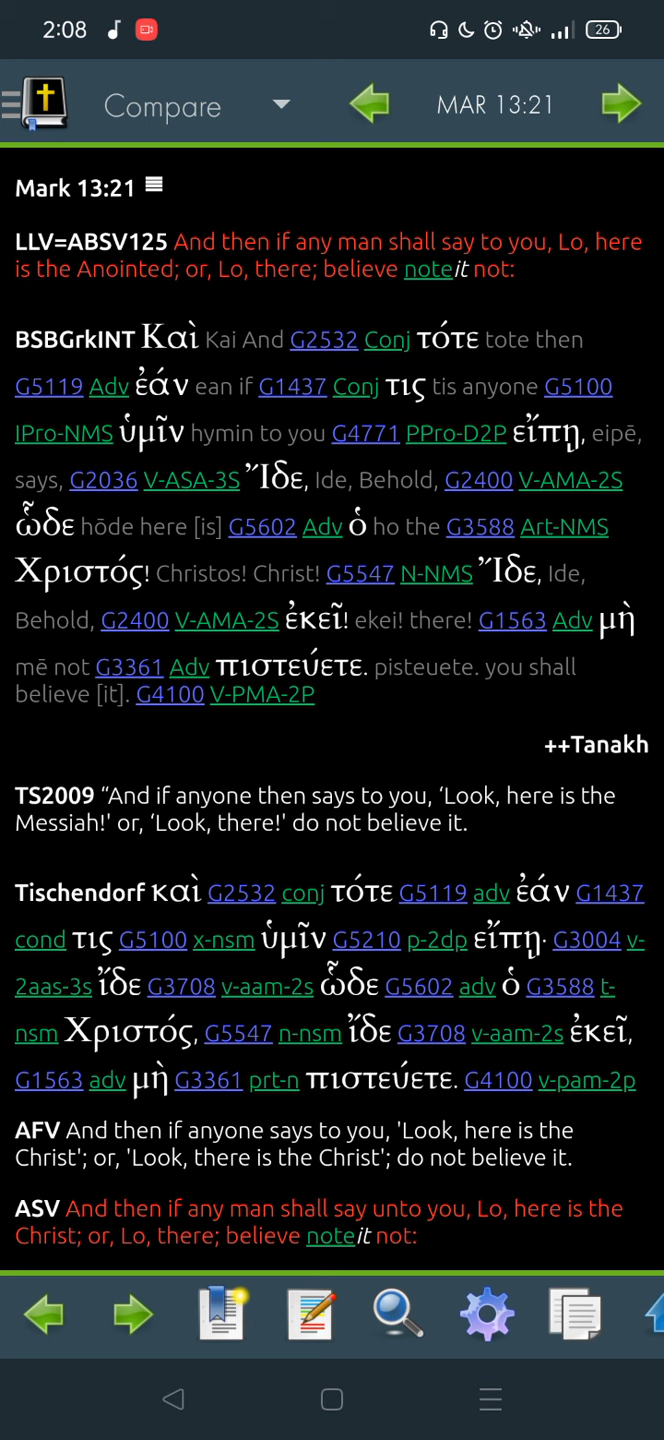 2:08
26
Compare
MAR 13:21
Mark 13:21
LLV=ABSV125 And then if any man shall say to you, Lo, here
is the Anointed; or, Lo, there; believe noteit not:
BSBGrkINT Καὶ Kai And G2532 Conj τότε tote then
G5119 Adv ἐάν ean if G1437 Conj τις tis anyone G5100
IPro-NMS ὑμῖν hymin to you G4771 PPro-D2P εἴπῃ, eipē,
says, G2036 V-ASA-3S Ἴδε, Ide, Behold, G2400 V-AMA-2S
ὧδε hōde here [is] G5602 Adv ὁ ho the G3588 Art-NMS
Χριστός! Christos! Christ! G5547 N-NMS Ἴδε, Ide,
Behold, G2400 V-AMA-2S ἐκεῖ! ekei! there! G1563 Adv μὴ
mē not G3361 Adv πιστεύετε. pisteuete. you shall
believe [it]. G4100 V-PMA-2P
++Tanakh
TS2009 “And if anyone then says to you, ‘Look, here is the
Messiah!' or, ‘Look, there!' do not believe it.
Tischendorf καὶ G2532 conj τότε G5119 adv ἐάν G1437
cond τις G5100 x-nsm ὑμῖν G5210 p-2dp εἴπῃ· G3004 v-
2aas-3s ἴδε G3708 v-aam-2s ὧδε G5602 adv ὁ G3588 t-
nsm Χριστός, G5547 n-nsm ἴδε G3708 v-aam-2s ἐκεῖ,
G1563 adv μὴ G3361 prt-n πιστεύετε. G4100 v-pam-2p
AFV And then if anyone says to you, 'Look, here is the
Christ'; or, 'Look, there is the Christ'; do not believe it.
ASV And then if any man shall say unto you, Lo, here is the
Christ; or, Lo, there; believe noteit not: